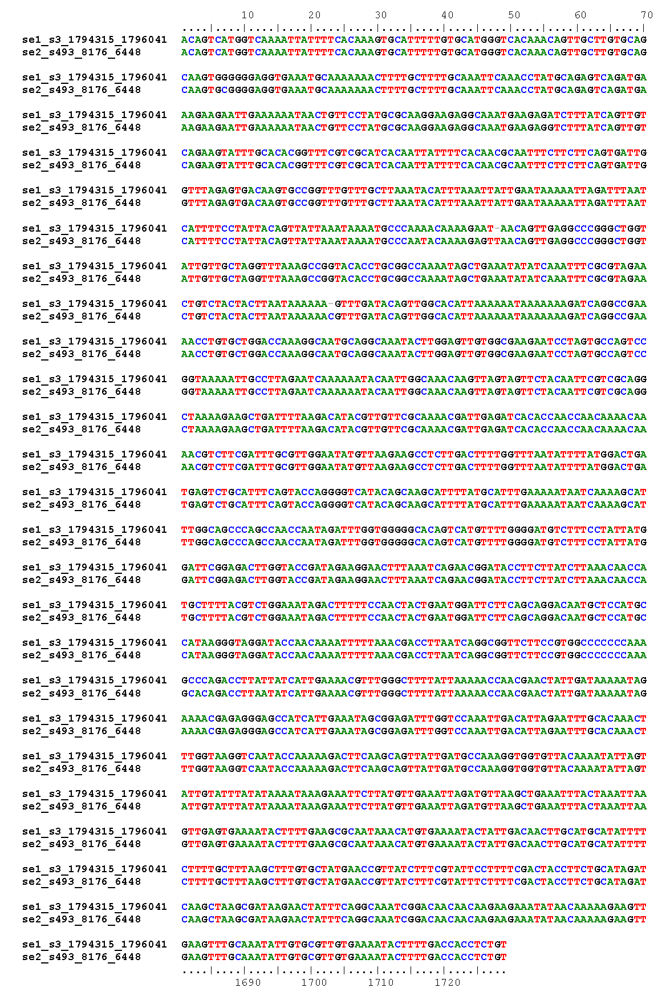 10 20 30 40 50 60 70
....|....|....|....|....|....|....|....|....|....|....|....|....|....|
se1_s3_1794315_1796041 ACAGTCATGGTCAAAATTATTTTCACAAAGTGCATTTTTGTGCATGGGTCACAAACAGTTGCTTGTGCAG
se2_s493_8176_6448 ACAGTCATGGTCAAAATTATTTTCACAAAGTGCATTTTTGTGCATGGGTCACAAACAGTTGCTTGTGCAG
se1_s3_1794315_1796041 CAAGTGGGGGGAGGTGAAATGCAAAAAAACTTTTGCTTTTGCAAATTCAAACCTATGCAGAGTCAGATGA
se2_s493_8176_6448 CAAGTGCGGGGAGGTGAAATGCAAAAAAACTTTTGCTTTTGCAAATTCAAACCTATGCAGAGTCAGATGA
se1_s3_1794315_1796041 AAGAAGAATTGAAAAAATAACTGTTCCTATGCGCAAGGAAGAGGCAAATGAAGAGATCTTTATCAGTTGT
se2_s493_8176_6448 AAGAAGAATTGAAAAAATAACTGTTCCTATGCGCAAGGAAGAGGCAAATGAAGAGGTCTTTATCAGTTGT
se1_s3_1794315_1796041 CAGAAGTATTTGCACACGGTTTCGTCGCATCACAATTATTTTCACAACGCAATTTCTTCTTCAGTGATTG
se2_s493_8176_6448 CAGAAGTATTTGCACACGGTTTCGTCGCATCACAATTATTTTCACAACGCAATTTCTTCTTCAGTGATTG
se1_s3_1794315_1796041 GTTTAGAGTGACAAGTGCCGGTTTGTTTGCTTAAATACATTTAAATTATTGAATAAAAATTAGATTTAAT
se2_s493_8176_6448 GTTTAGAGTGACAAGTGCCGGTTTGTTTGCTTAAATACATTTAAATTATTGAATAAAAATTAGATTTAAT
se1_s3_1794315_1796041 CATTTTCCTATTACAGTTATTAAATAAAATGCCCAAAACAAAAGAAT-AACAGTTGAGGCCCGGGCTGGT
se2_s493_8176_6448 CATTTTCCTATTACAGTTATTAAATAAAATGCCCAATACAAAAGAGTTAACAGTTGAGGCCCGGGCTGGT
se1_s3_1794315_1796041 ATTGTTGCTAGGTTTAAAGCCGGTACACCTGCGGCCAAAATAGCTGAAATATATCAAATTTCGCGTAGAA
se2_s493_8176_6448 ATTGTTGCTAGGTTTAAAGCCGGTACACCTGCGGCCAAAATAGCTGAAATATATCAAATTTCGCGTAGAA
se1_s3_1794315_1796041 CTGTCTACTACTTAATAAAAAA-GTTTGATACAGTTGGCACATTAAAAAATAAAAAAAGATCAGGCCGAA
se2_s493_8176_6448 CTGTCTACTACTTAATAAAAAACGTTTGATACAGTTGGCACATTAAAAAATAAAAAAAGATCAGGCCGAA
se1_s3_1794315_1796041 AACCTGTGCTGGACCAAAGGCAATGCAGGCAAATACTTGGAGTTGTGGCGAAGAATCCTAGTGCCAGTCC
se2_s493_8176_6448 AACCTGTGCTGGACCAAAGGCAATGCAGGCAAATACTTGGAGTTGTGGCGAAGAATCCTAGTGCCAGTCC
se1_s3_1794315_1796041 GGTAAAAATTGCCTTAGAATCAAAAAATACAATTGGCAAACAAGTTAGTAGTTCTACAATTCGTCGCAGG
se2_s493_8176_6448 GGTAAAAATTGCCTTAGAATCAAAAAATACAATTGGCAAACAAGTTAGTAGTTCTACAATTCGTCGCAGG
se1_s3_1794315_1796041 CTAAAAGAAGCTGATTTTAAGACATACGTTGTTCGCAAAACGATTGAGATCACACCAACCAACAAAACAA
se2_s493_8176_6448 CTAAAAGAAGCTGATTTTAAGACATACGTTGTTCGCAAAACGATTGAGATCACACCAACCAACAAAACAA
se1_s3_1794315_1796041 AACGTCTTCGATTTGCGTTGGAATATGTTAAGAAGCCTCTTGACTTTTGGTTTAATATTTTATGGACTGA
se2_s493_8176_6448 AACGTCTTCGATTTGCGTTGGAATATGTTAAGAAGCCTCTTGACTTTTGGTTTAATATTTTATGGACTGA
se1_s3_1794315_1796041 TGAGTCTGCATTTCAGTACCAGGGGTCATACAGCAAGCATTTTATGCATTTGAAAAATAATCAAAAGCAT
se2_s493_8176_6448 TGAGTCTGCATTTCAGTACCAGGGGTCATACAGCAAGCATTTTATGCATTTGAAAAATAATCAAAAGCAT
se1_s3_1794315_1796041 TTGGCAGCCCAGCCAACCAATAGATTTGGTGGGGGCACAGTCATGTTTTGGGGATGTCTTTCCTATTATG
se2_s493_8176_6448 TTGGCAGCCCAGCCAACCAATAGATTTGGTGGGGGCACAGTCATGTTTTGGGGATGTCTTTCCTATTATG
se1_s3_1794315_1796041 GATTCGGAGACTTGGTACCGATAGAAGGAACTTTAAATCAGAACGGATACCTTCTTATCTTAAACAACCA
se2_s493_8176_6448 GATTCGGAGACTTGGTACCGATAGAAGGAACTTTAAATCAGAACGGATACCTTCTTATCTTAAACAACCA
se1_s3_1794315_1796041 TGCTTTTACGTCTGGAAATAGACTTTTTCCAACTACTGAATGGATTCTTCAGCAGGACAATGCTCCATGC
se2_s493_8176_6448 TGCTTTTACGTCTGGAAATAGACTTTTTCCAACTACTGAATGGATTCTTCAGCAGGACAATGCTCCATGC
se1_s3_1794315_1796041 CATAAGGGTAGGATACCAACAAAATTTTTAAACGACCTTAATCAGGCGGTTCTTCCGTGGCCCCCCCAAA
se2_s493_8176_6448 CATAAGGGTAGGATACCAACAAAATTTTTAAACGACCTTAATCAGGCGGTTCTTCCGTGGCCCCCCCAAA
se1_s3_1794315_1796041 GCCCAGACCTTATTATCATTGAAAACGTTTGGGCTTTTATTAAAAACCAACGAACTATTGATAAAAATAG
se2_s493_8176_6448 GCACAGACCTTAATATCATTGAAAACGTTTGGGCTTTTATTAAAAACCAACGAACTATTGATAAAAATAG
se1_s3_1794315_1796041 AAAACGAGAGGGAGCCATCATTGAAATAGCGGAGATTTGGTCCAAATTGACATTAGAATTTGCACAAACT
se2_s493_8176_6448 AAAACGAGAGGGAGCCATCATTGAAATAGCGGAGATTTGGTCCAAATTGACATTAGAATTTGCACAAACT
se1_s3_1794315_1796041 TTGGTAAGGTCAATACCAAAAAGACTTCAAGCAGTTATTGATGCCAAAGGTGGTGTTACAAAATATTAGT
se2_s493_8176_6448 TTGGTAAGGTCAATACCAAAAAGACTTCAAGCAGTTATTGATGCCAAAGGTGGTGTTACAAAATATTAGT
se1_s3_1794315_1796041 ATTGTATTTATATAAAATAAAGAAATTCTTATGTTGAAATTAGATGTTAAGCTGAAATTTACTAAATTAA
se2_s493_8176_6448 ATTGTATTTATATAAAATAAAGAAATTCTTATGTTGAAATTAGATGTTAAGCTGAAATTTACTAAATTAA
se1_s3_1794315_1796041 GTTGAGTGAAAATACTTTTGAAGCGCAATAAACATGTGAAAATACTATTGACAACTTGCATGCATATTTT
se2_s493_8176_6448 GTTGAGTGAAAATACTTTTGAAGCGCAATAAACATGTGAAAATACTATTGACAACTTGCATGCATATTTT
se1_s3_1794315_1796041 CTTTTGCTTTAAGCTTTGTGCTATGAACCGTTATCTTTCGTATTCCTTTTCGACTACCTTCTGCATAGAT
se2_s493_8176_6448 CTTTTGCTTTAAGCTTTGTGCTATGAACCGTTATCTTTCGTATTTCTTTTCGACTACCTTCTGCATAGAT
se1_s3_1794315_1796041 CAAGCTAAGCGATAAGAACTATTTCAGGCAAATCGGACAACAACAAGAAGAAATATAACAAAAAGAAGTT
se2_s493_8176_6448 CAAGCTAAGCGATAAGAACTATTTCAGGCAAATCGGACAACAACAAGAAGAAATATAACAAAAAGAAGTT
se1_s3_1794315_1796041 GAAGTTTGCAAATATTGTGCGTTGTGAAAATACTTTTGACCACCTCTGT
se2_s493_8176_6448 GAAGTTTGCAAATATTGTGCGTTGTGAAAATACTTTTGACCACCTCTGT
....|....|....|....|....|....|....|....|....|....
1690 1700 1710 1720